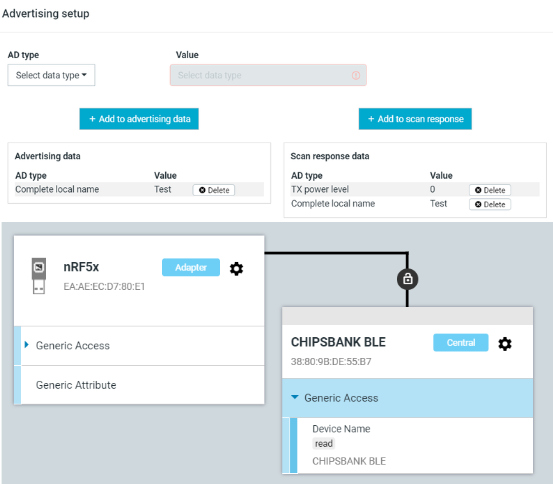 Advertising setup
AD type Value
Select data type Select data type
+ Add to advertising data + Add to scan response
Advertising data
AD type Value
Complete local name Test Delete
Scan response data
AD type Value
TX power level 0 Delete
Complete local name Test Delete
nRF5x Adapter
EA:AE:EC:D7:80:E1
Generic Access
Generic Attribute
CHIPSBANK BLE Central
38:80:9B:DE:55:B7
Generic Access
Device Name
read
CHIPSBANK BLE